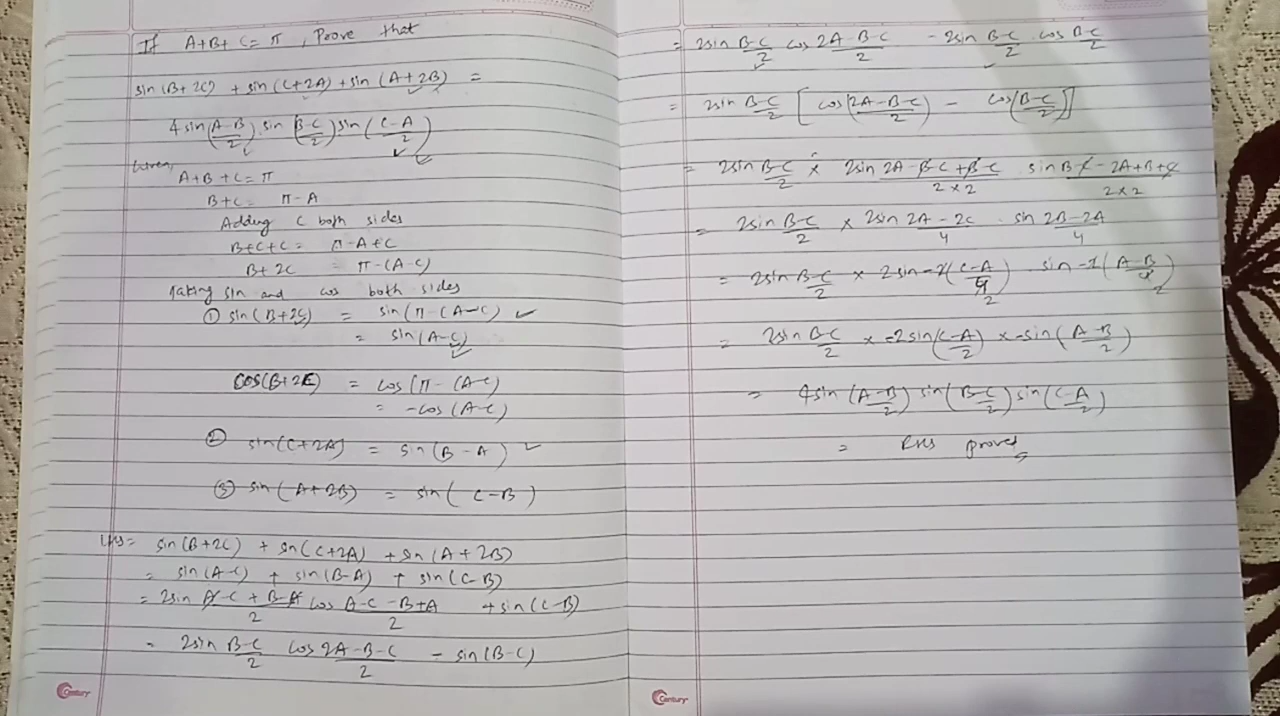 If A+B+C=π, Prove that
sin(B+2C) + sin(C+2A) + sin(A+2B) =
4 sin(A-B/2) sin(B-C/2) sin(C-A/2)
Given,
A+B+C=π
B+C= π-A
Adding C both sides
B+C+C= π-A+C
B+2C = π-(A-C)
Taking sin and cos both sides
① sin(B+2C) = sin(π-(A-C)
= sin(A-C)
cos(B+2C) = cos(π-(A-C)
= -cos(A-C)
② sin(C+2A) = sin(B-A)
③ sin(A+2B) = sin(C-B)
LHS= sin(B+2C) + sin(C+2A) + sin(A+2B)
= sin(A-C) + sin(B-A) + sin(C-B)
= 2sin A-C+B-A/2 cos A-C-B+A/2 + sin(C-B)
= 2sin B-C/2 cos 2A-B-C/2 - sin(B-C)
Century
= 2sin B-C/2 cos 2A-B-C/2 - 2sin B-C/2 . cos B-C/2
= 2sin B-C/2 [cos(2A-B-C/2) - cos(B-C/2)]
= 2sin B-C/2 x 2sin 2A-B-C+B-C/2x2 sin B-C-2A+B+C/2x2
= 2sin B-C/2 x 2sin 2A-2C/4 . sin 2B-2A/4
= 2sin B-C/2 x 2sin -2(C-A/4) sin -2(A-B/4)
= 2sin B-C/2 x -2sin(C-A/2) x -sin(A-B/2)
= 4sin(A-B/2) sin(B-C/2) sin(C-A/2)
= RHS proved
Century